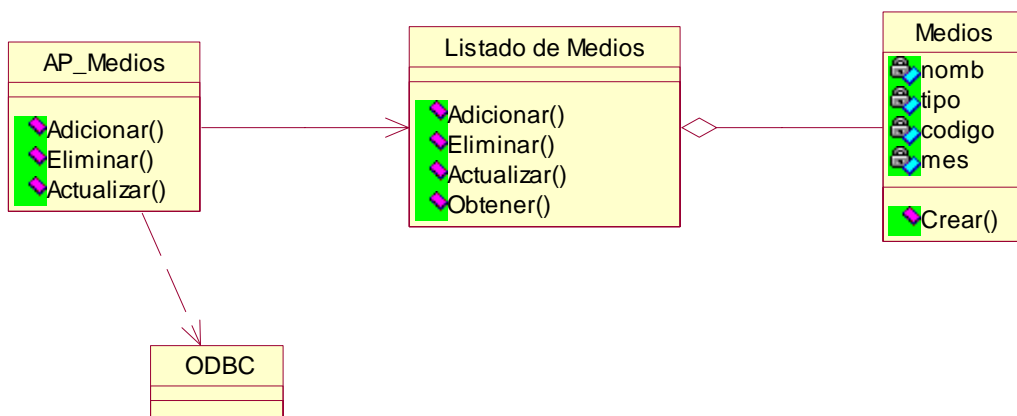 AP_Medios
Adicionar()
Eliminar()
Actualizar()
Listado de Medios
Adicionar()
Eliminar()
Actualizar()
Obtener()
Medios
nomb
tipo
codigo
mes
Crear()
ODBC